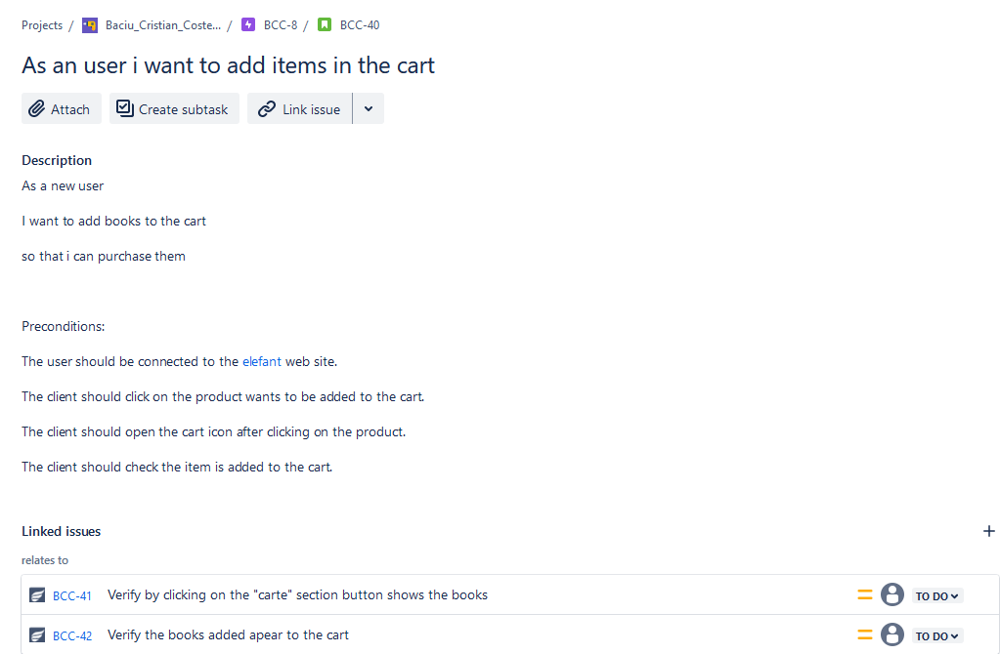 Projects / Baciu_Cristian_Coste... / BCC-8 / BCC-40
As an user i want to add items in the cart
Attach Create subtask Link issue
Description
As a new user
I want to add books to the cart
so that i can purchase them
Preconditions:
The user should be connected to the elefant web site.
The client should click on the product wants to be added to the cart.
The client should open the cart icon after clicking on the product.
The client should check the item is added to the cart.
Linked issues
relates to
BCC-41 Verify by clicking on the "carte" section button shows the books TO DO
BCC-42 Verify the books added apear to the cart TO DO